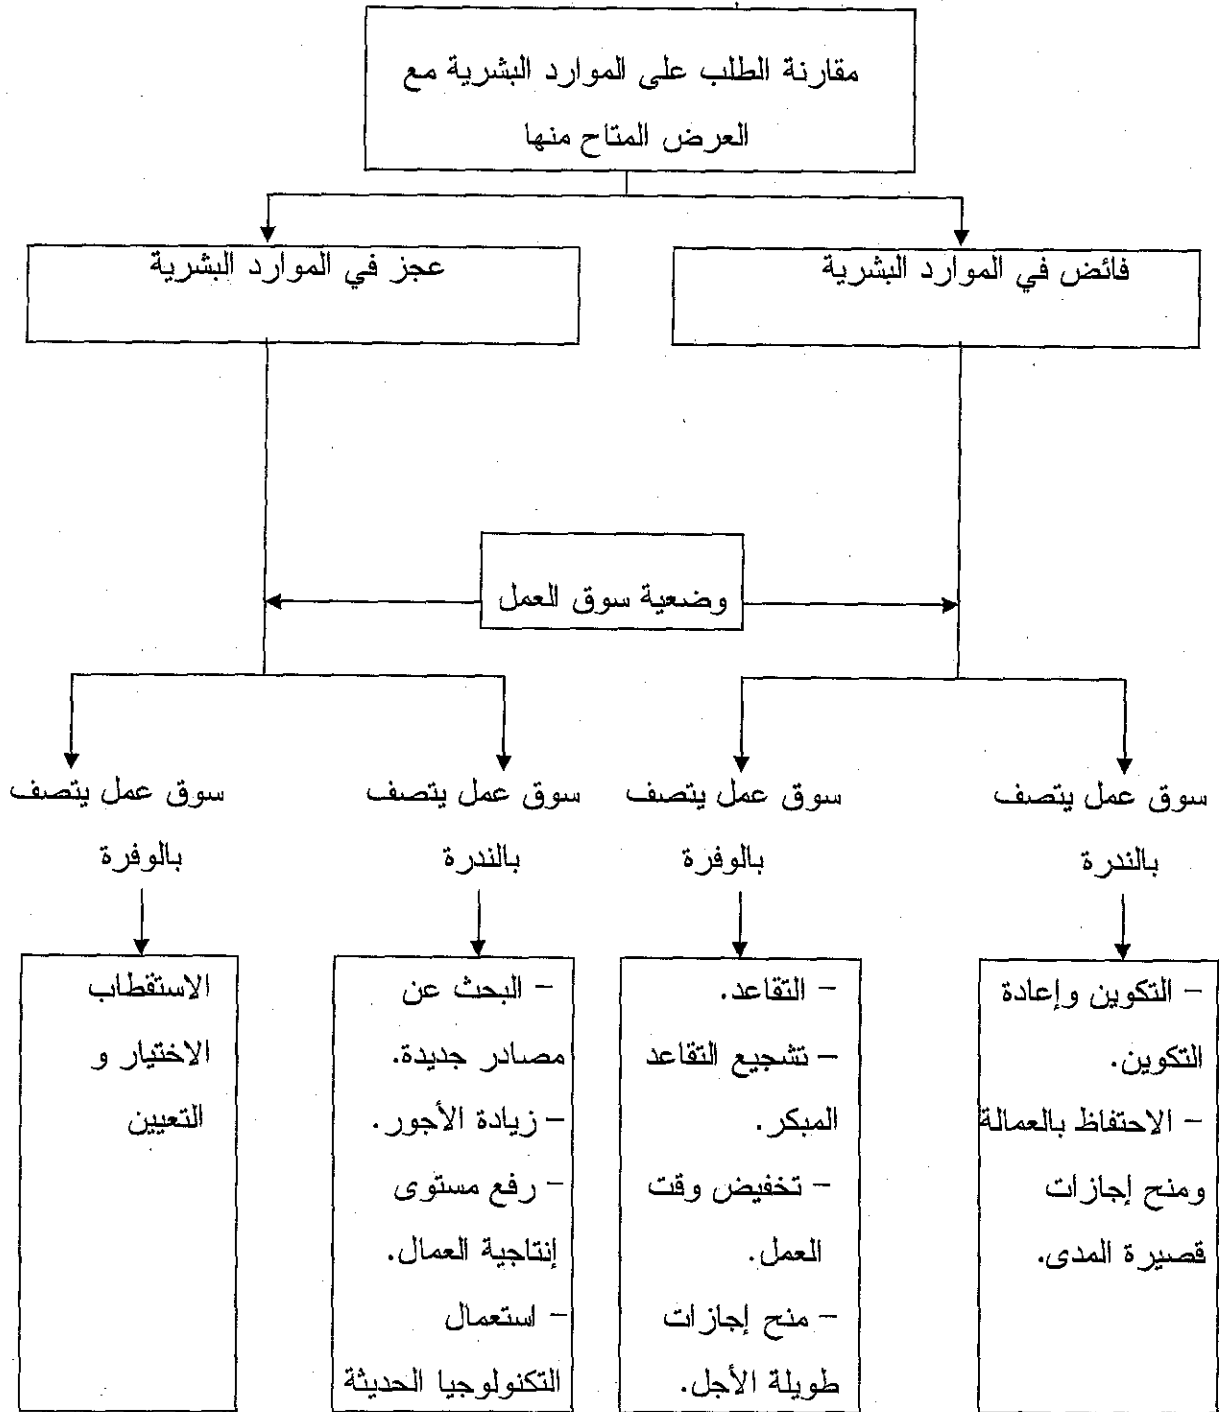 مقارنة الطلب على الموارد البشرية مع
العرض المتاح منها
فائض في الموارد البشرية
عجز في الموارد البشرية
وضعية سوق العمل
سوق عمل يتصف
بالندرة
سوق عمل يتصف
بالوفرة
سوق عمل يتصف
بالندرة
سوق عمل يتصف
بالوفرة
– التكوين وإعادة
التكوين.
– الاحتفاظ بالعمالة
ومنح إجازات
قصيرة المدى.
– التقاعد.
– تشجيع التقاعد
المبكر.
– تخفيض وقت
العمل.
– منح إجازات
طويلة الأجل.
– البحث عن
مصادر جديدة.
– زيادة الأجور.
– رفع مستوى
إنتاجية العمال.
– استعمال
التكنولوجيا الحديثة
الاستقطاب
الاختيار و
التعيين